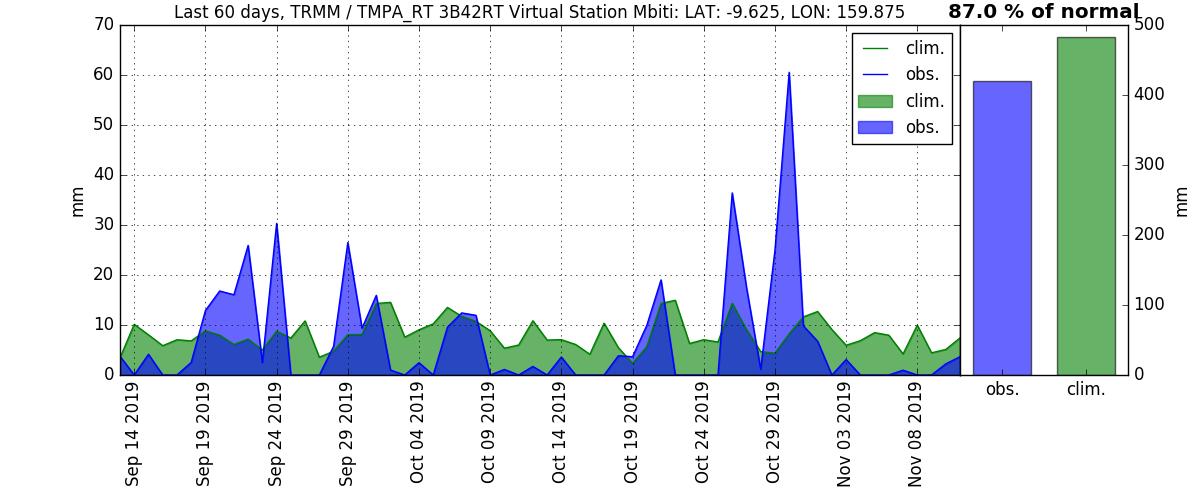 Last 60 days, TRMM / TMPA_RT 3B42RT Virtual Station Mbiti: LAT: -9.625, LON: 159.875
87.0 % of normal
70
60
50
40
30
20
10
0
mm
clim.
obs.
clim.
obs.
500
400
300
200
100
0
mm
obs.
clim.
Sep 14 2019
Sep 19 2019
Sep 24 2019
Sep 29 2019
Oct 04 2019
Oct 09 2019
Oct 14 2019
Oct 19 2019
Oct 24 2019
Oct 29 2019
Nov 03 2019
Nov 08 2019